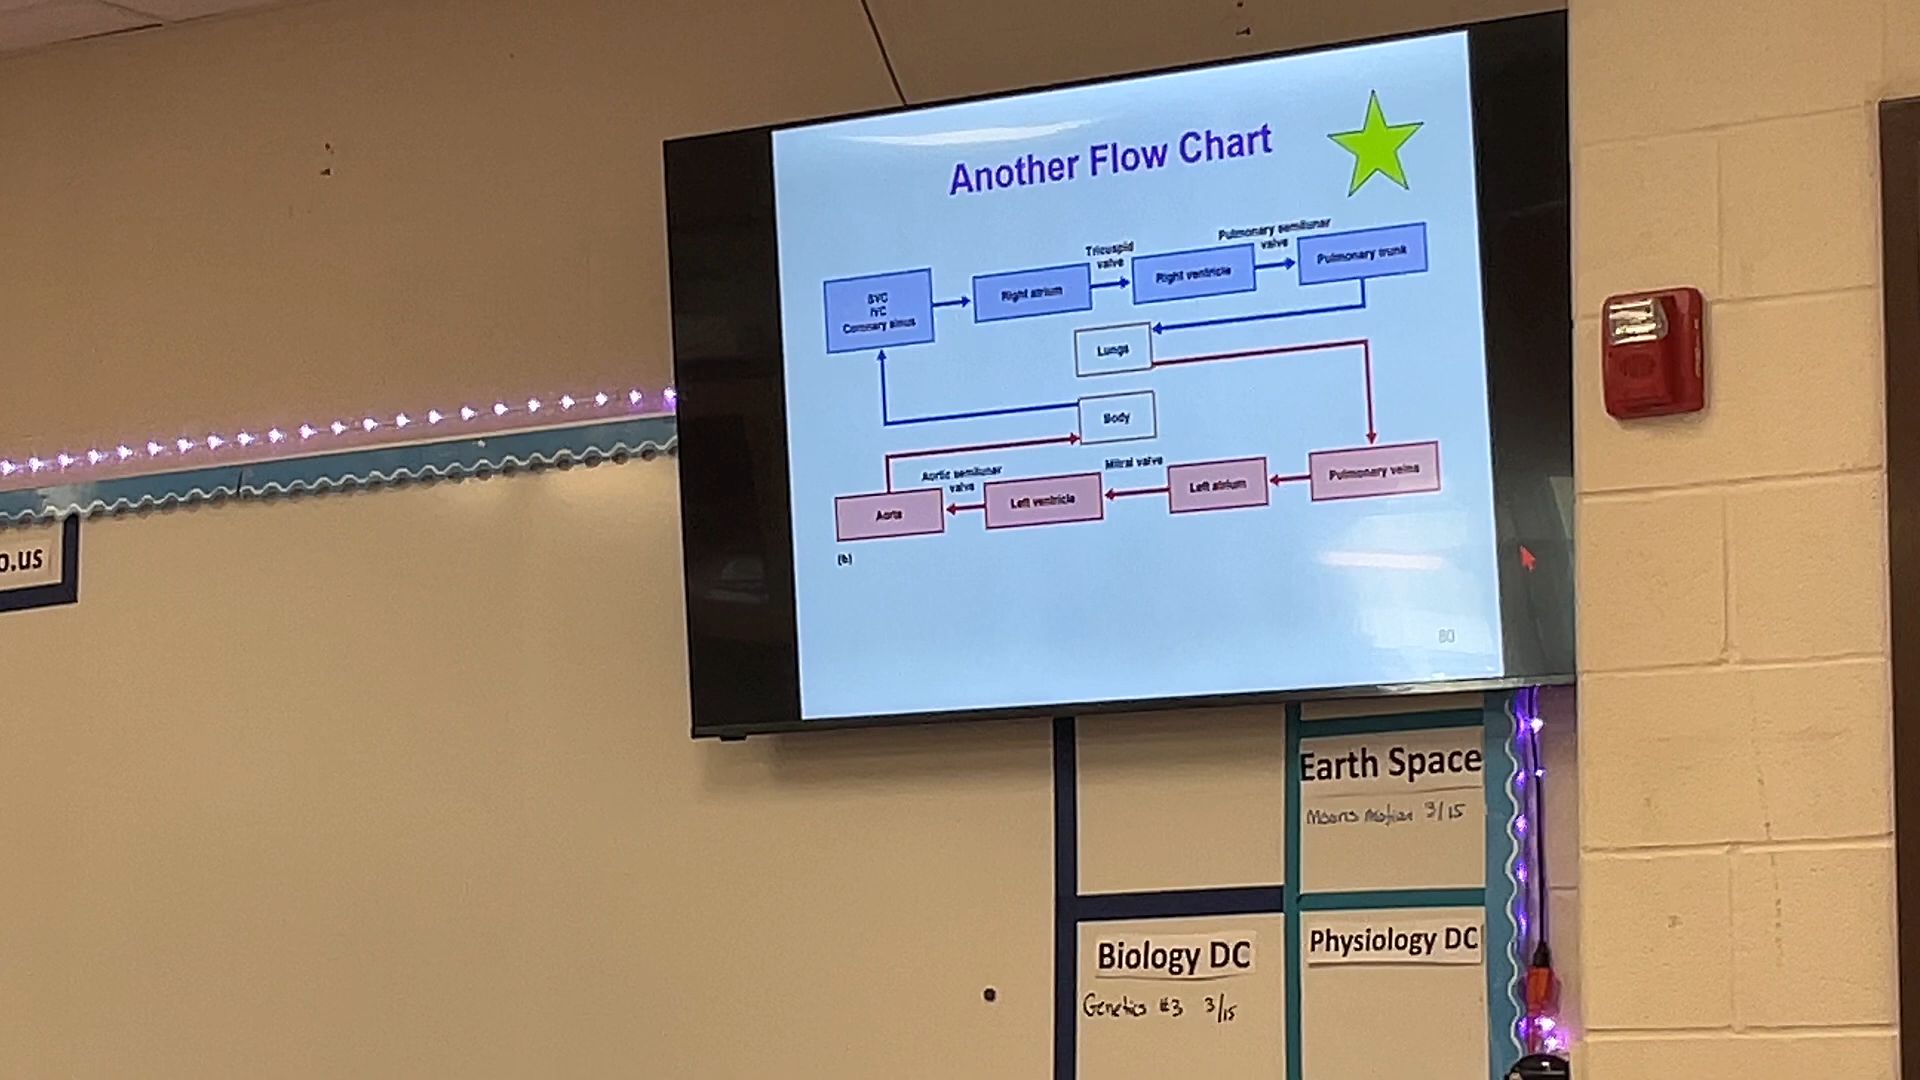 Another Flow Chart
Tricuspid
valve
Pulmonary semilunar
valve
SVC
IVC
Coronary sinus
Right atrium
Right ventricle
Pulmonary trunk
Lungs
Body
Aortic semilunar
valve
Mitral valve
Aorta
Left ventricle
Left atrium
Pulmonary veins
(b)
80
o.us
Earth Space
Moons Motion 3/15
Biology DC
Genetics #3 3/15
Physiology DC